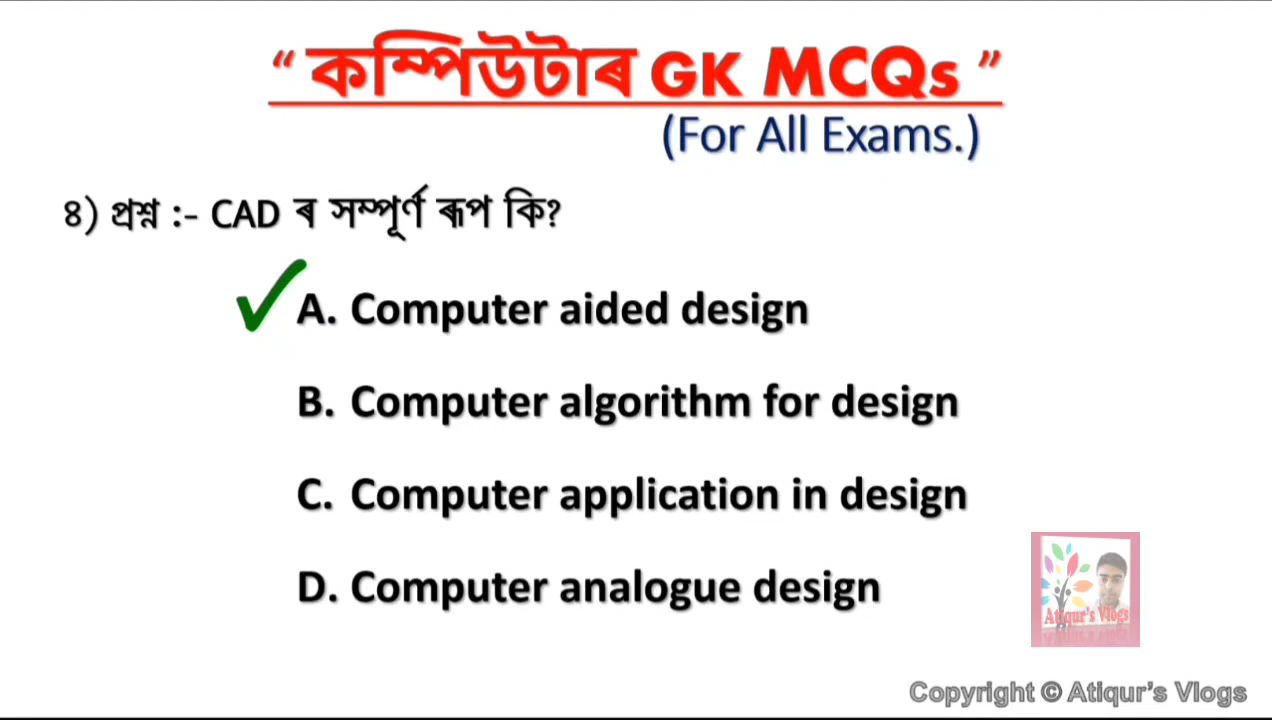 “ কম্পিউটাৰ GK MCQs ”
(For All Exams.)
৪) প্ৰশ্ন :- CAD ৰ সম্পূৰ্ণ ৰূপ কি?
A. Computer aided design
B. Computer algorithm for design
C. Computer application in design
D. Computer analogue design
Atiqur's Vlogs
Copyright © Atiqur's Vlogs